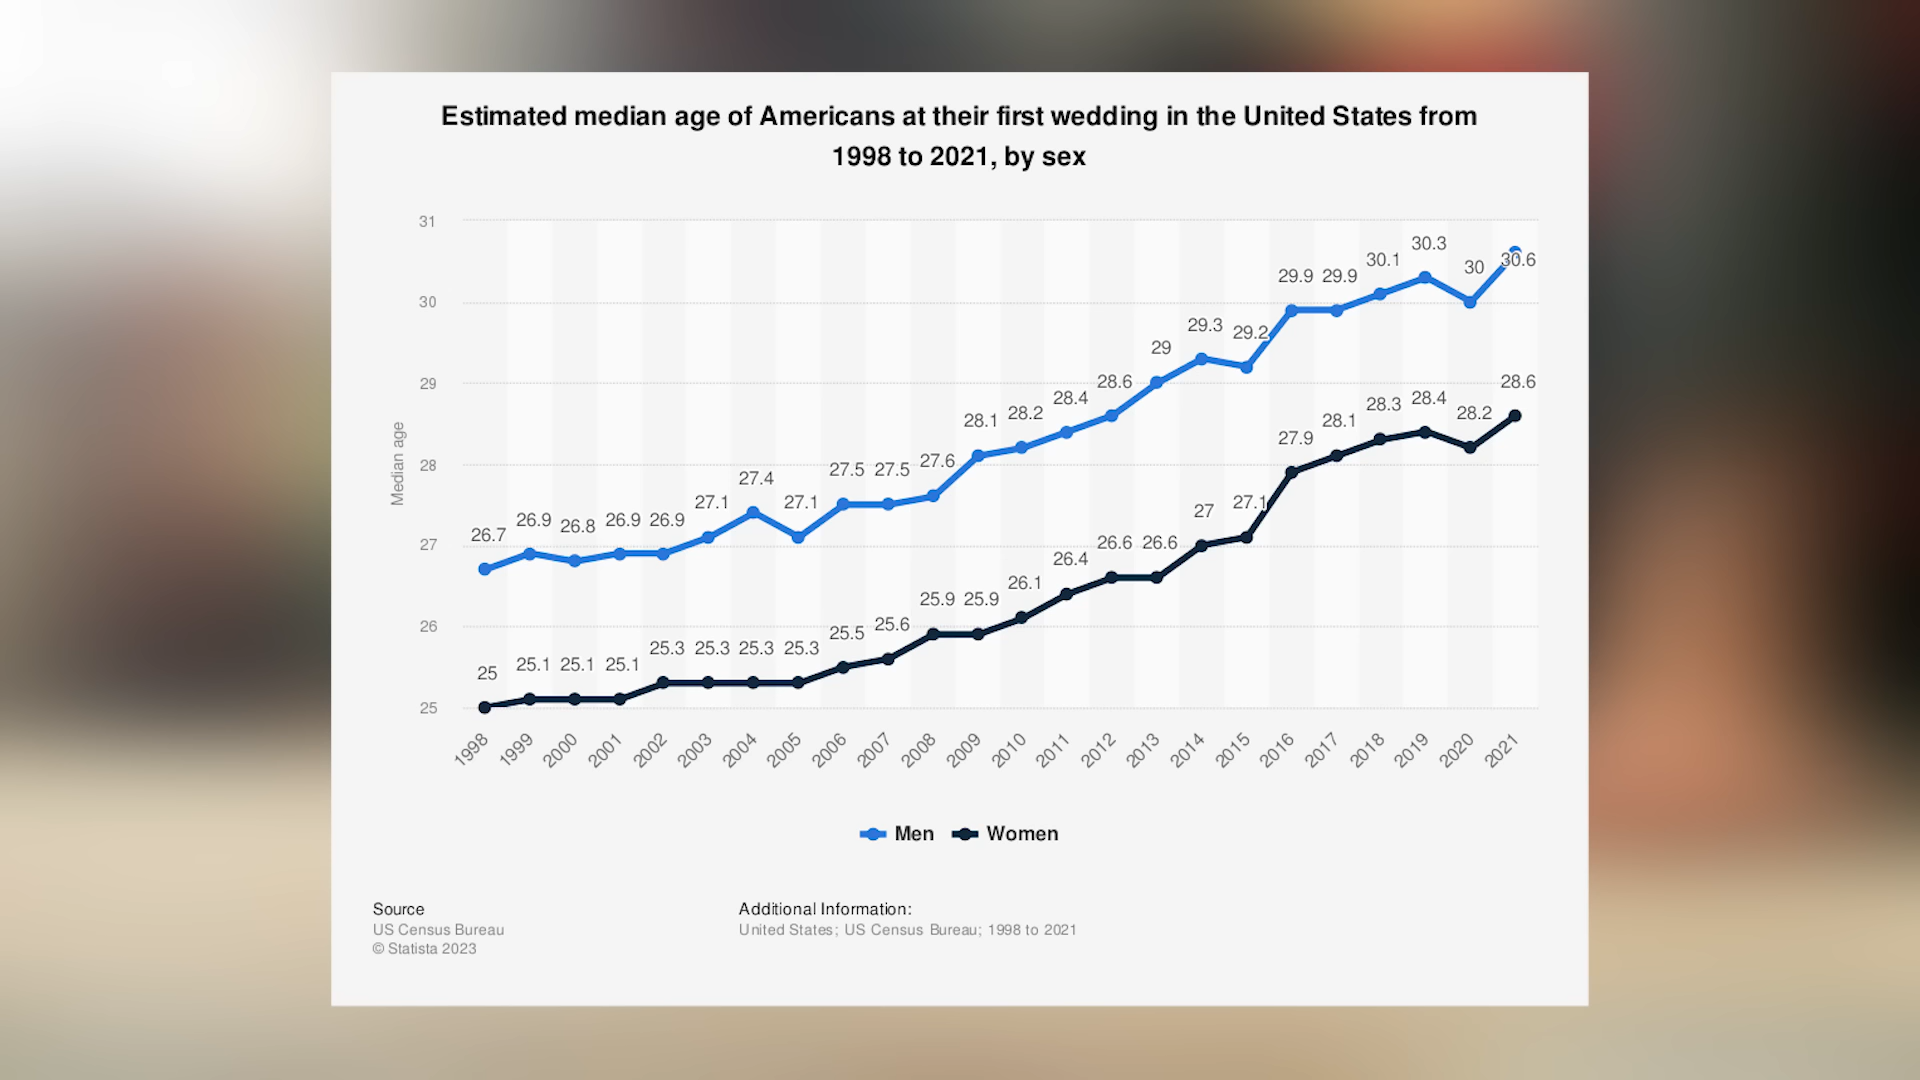 Estimated median age of Americans at their first wedding in the United States from
1998 to 2021, by sex
31
30
29
28
27
26
25
Median age
26.7 26.9 26.8 26.9 26.9 27.1 27.4 27.1 27.5 27.5 27.6 28.1 28.2 28.4 28.6 29 29.3 29.2 29.9 29.9 30.1 30.3 30 30.6
25 25.1 25.1 25.1 25.3 25.3 25.3 25.3 25.5 25.6 25.9 25.9 26.1 26.4 26.6 26.6 27 27.1 27.9 28.1 28.3 28.4 28.2 28.6
1998 1999 2000 2001 2002 2003 2004 2005 2006 2007 2008 2009 2010 2011 2012 2013 2014 2015 2016 2017 2018 2019 2020 2021
Men Women
Source
US Census Bureau
© Statista 2023
Additional Information:
United States; US Census Bureau; 1998 to 2021